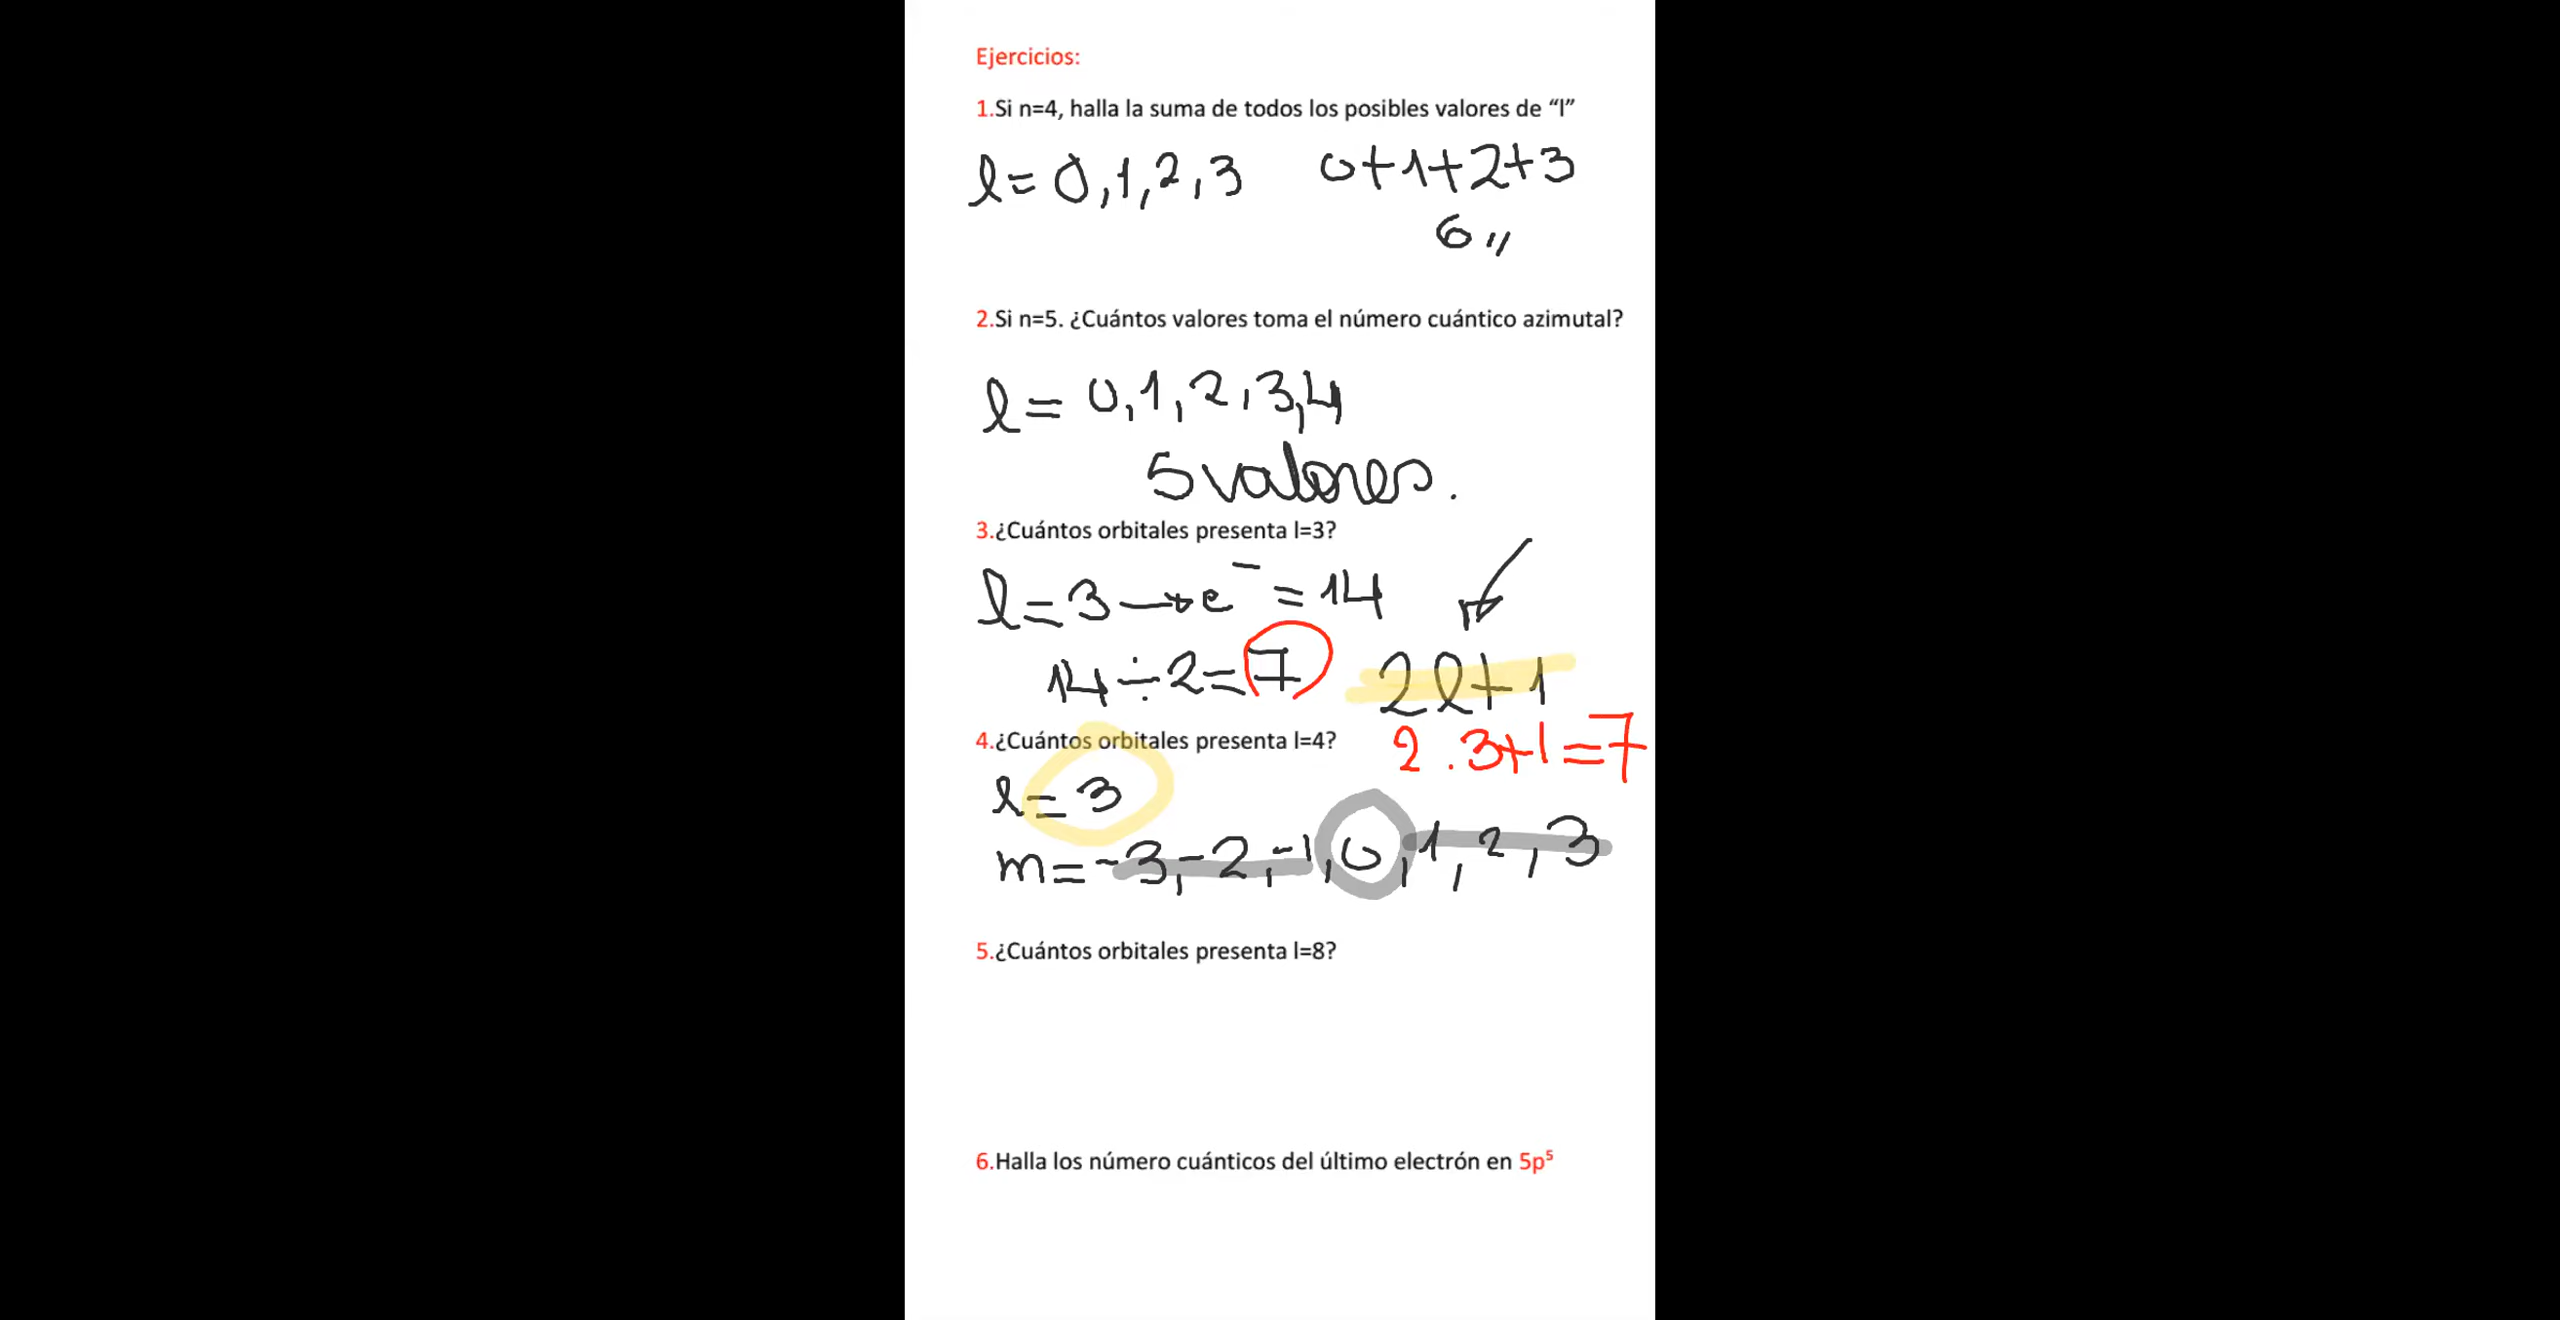 Ejercicios:
1.Si n=4, halla la suma de todos los posibles valores de “l”
l= 0,1,2,3 0+1+2+3
6,,
2.Si n=5. ¿Cuántos valores toma el número cuántico azimutal?
l= 0,1,2,3,4
5 valores.
3.¿Cuántos orbitales presenta l=3?
l=3→e⁻ = 14
14÷2=7 2l+1
4.¿Cuántos orbitales presenta l=4? 2.3+1=7
l= 3
m=-3,-2,-1,0,1,2,3
5.¿Cuántos orbitales presenta l=8?
6.Halla los número cuánticos del último electrón en 5p⁵